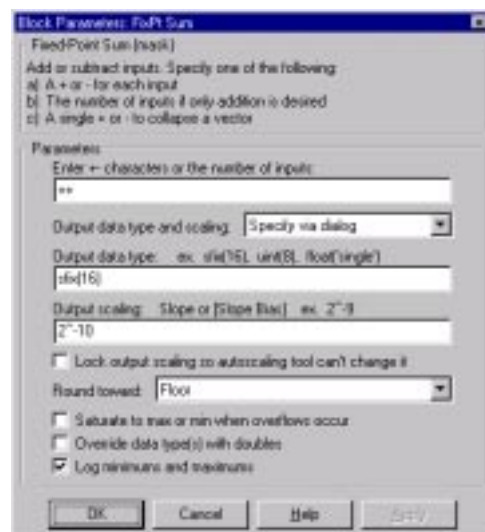 Block Parameters: FixPt Sum
Fixed-Point Sum (mask)
Add or subtract inputs. Specify one of the following:
a) A + or - for each input
b) The number of inputs if only addition is desired
c) A single + or - to collapse a vector
Parameters
Enter +- characters or the number of inputs:
++
Output data type and scaling: Specify via dialog
Output data type: ex. sfix(16), uint(8), float('single')
sfix(16)
Output scaling: Slope or [Slope Bias] ex. 2^-9
2^-10
Lock output scaling so autoscaling tool can't change it
Round toward: Floor
Saturate to max or min when overflows occur
Override data type(s) with doubles
Log minimums and maximums
OK Cancel Help Apply